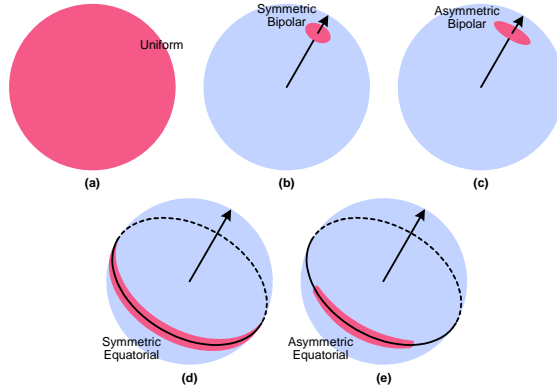 Uniform
(a)
Symmetric
Bipolar
(b)
Asymmetric
Bipolar
(c)
Symmetric
Equatorial
(d)
Asymmetric
Equatorial
(e)